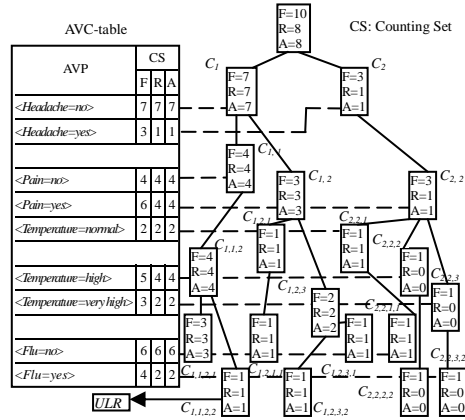 AVC-table
CS: Counting Set
AVP
CS
F R A
<Headache=no> 7 7 7
<Headache=yes> 3 1 1
<Pain=no> 4 4 4
<Pain=yes> 6 4 4
<Temperature=normal> 2 2 2
<Temperature=high> 5 4 4
<Temperature=very high> 3 2 2
<Flu=no> 6 6 6
<Flu=yes> 4 2 2
ULR
F=10
R=8
A=8
C1
F=7
R=7
A=7
C2
F=3
R=1
A=1
C1,1
F=4
R=4
A=4
C1,2
F=3
R=3
A=3
C2,2
F=3
R=1
A=1
C1,1,2
F=4
R=4
A=4
C1,2,1
F=1
R=1
A=1
C1,2,3
F=2
R=2
A=2
C2,2,1
F=1
R=1
A=1
C2,2,2
F=1
R=0
A=0
C2,2,3
F=1
R=0
A=0
C1,1,2,1
F=3
R=3
A=3
C1,2,1,1
F=1
R=1
A=1
C1,2,3,1
F=1
R=1
A=1
C2,2,1,1
F=1
R=1
A=1
C1,1,2,2
F=1
R=1
A=1
C1,2,3,2
F=1
R=1
A=1
C2,2,2,2
F=1
R=0
A=0
C2,2,3,2
F=1
R=0
A=0